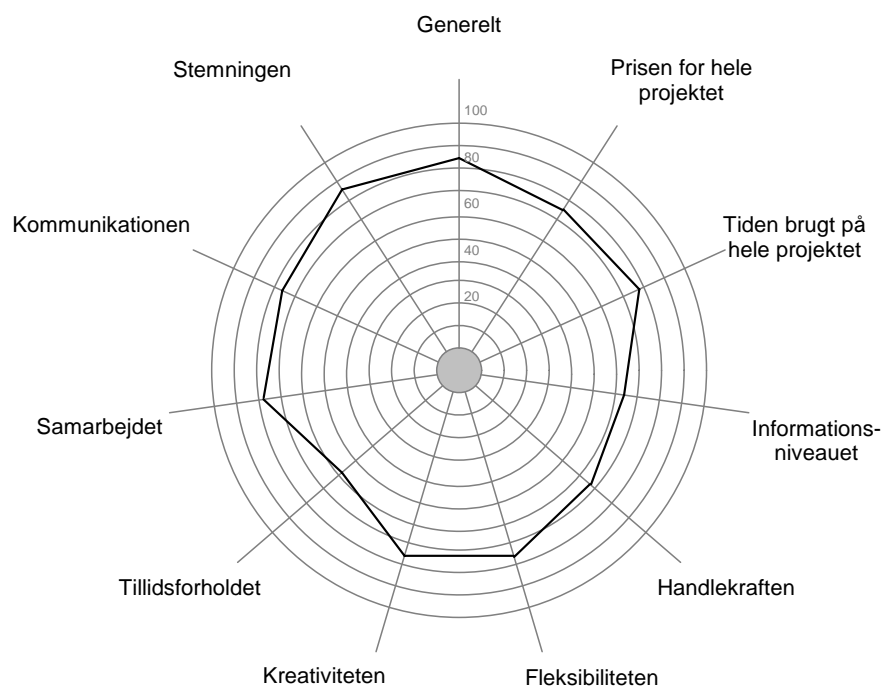 Generelt
Stemningen
Prisen for hele
projektet
Kommunikationen
Tiden brugt på
hele projektet
100
80
60
40
20
Samarbejdet
Informations-
niveauet
Tillidsforholdet
Handlekraften
Kreativiteten
Fleksibiliteten